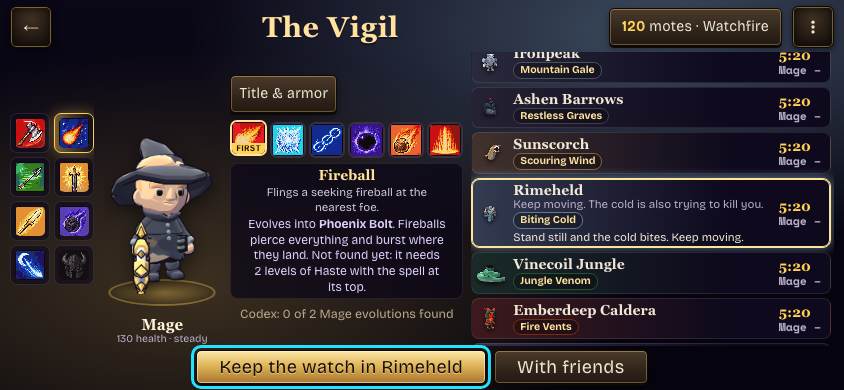 ←
The Vigil
120 motes · Watchfire
Title & armor
FIRST
Fireball
Flings a seeking fireball at the
nearest foe.
Evolves into Phoenix Bolt. Fireballs
pierce everything and burst where
they land. Not found yet: it needs
2 levels of Haste with the spell at
its top.
Codex: 0 of 2 Mage evolutions found
Mage
130 health · steady
Ironpeak
5:20
Mountain Gale
Mage –
Ashen Barrows
5:20
Restless Graves
Mage –
Sunscorch
5:20
Scouring Wind
Mage –
Rimeheld
Keep moving. The cold is also trying to kill you.
5:20
Biting Cold
Mage –
Stand still and the cold bites. Keep moving.
Vinecoil Jungle
5:20
Jungle Venom
Mage –
Emberdeep Caldera
5:20
Fire Vents
Mage –
Keep the watch in Rimeheld
With friends